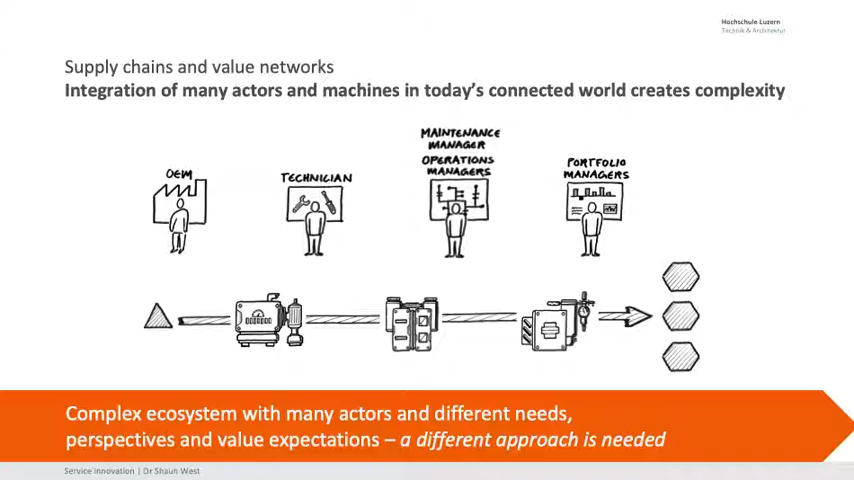 Hochschule Luzern
Technik & Architektur
Supply chains and value networks
Integration of many actors and machines in today's connected world creates complexity
OEM
TECHNICIAN
MAINTENANCE
MANAGER
OPERATIONS
MANAGERS
PORTFOLIO
MANAGERS
Complex ecosystem with many actors and different needs,
perspectives and value expectations – a different approach is needed
Service Innovation | Dr Shaun West